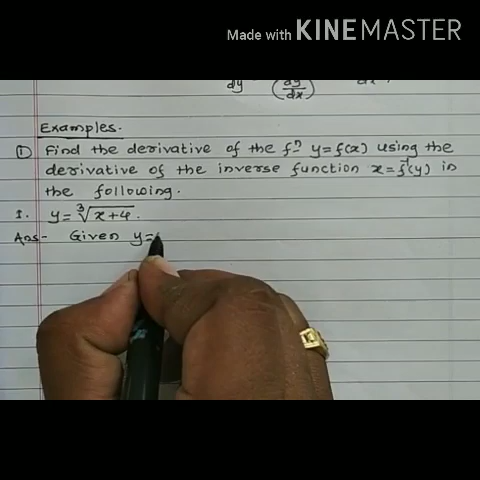 Made with KINEMASTER
dy (dy/dx)
Examples.
① Find the derivative of the fⁿ y=f(x) using the
derivative of the inverse function x=f⁻¹(y) in
the following.
1. y=∛x+4.
Ans- Given y=